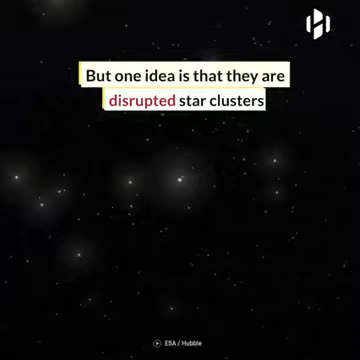 But one idea is that they are
disrupted star clusters
ESA / Hubble